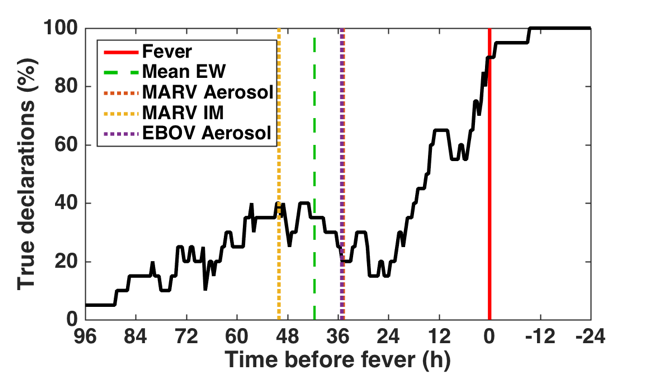 100
80
60
40
20
0
True declarations (%)
Fever
Mean EW
MARV Aerosol
MARV IM
EBOV Aerosol
96 84 72 60 48 36 24 12 0 -12 -24
Time before fever (h)